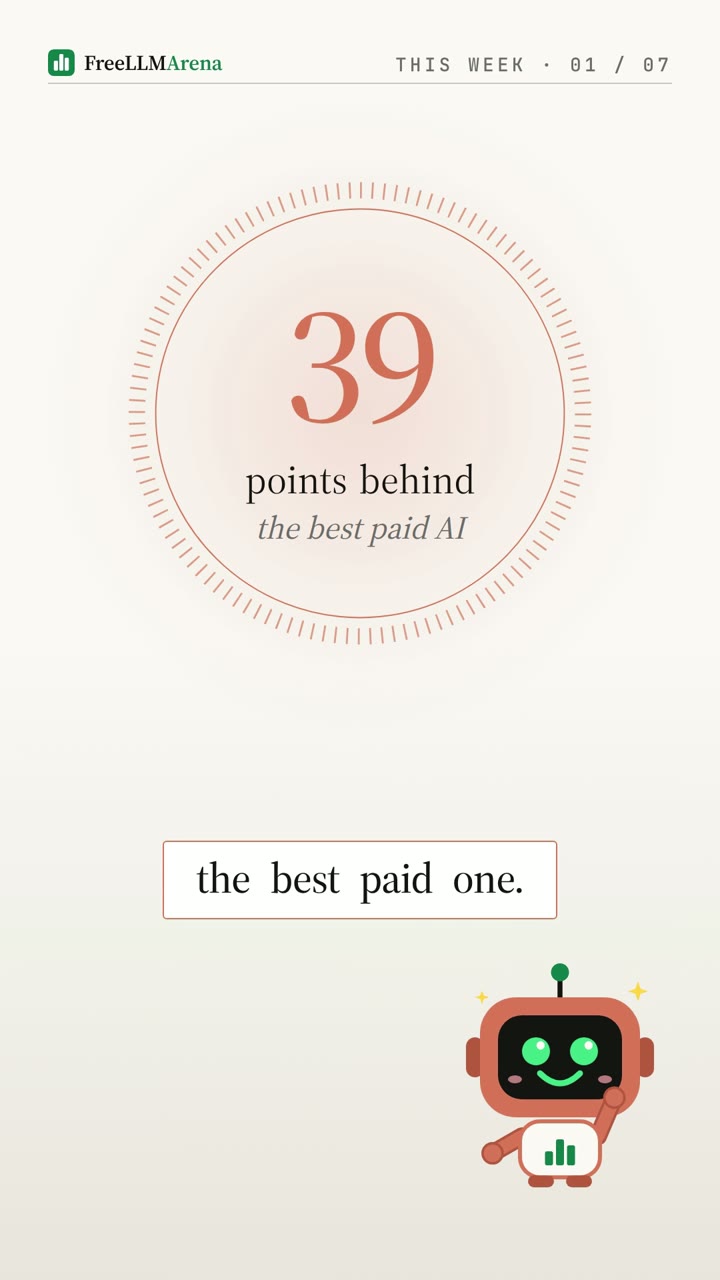 FreeLLMArena
THIS WEEK · 01 / 07
39
points behind
the best paid AI
the best paid one.